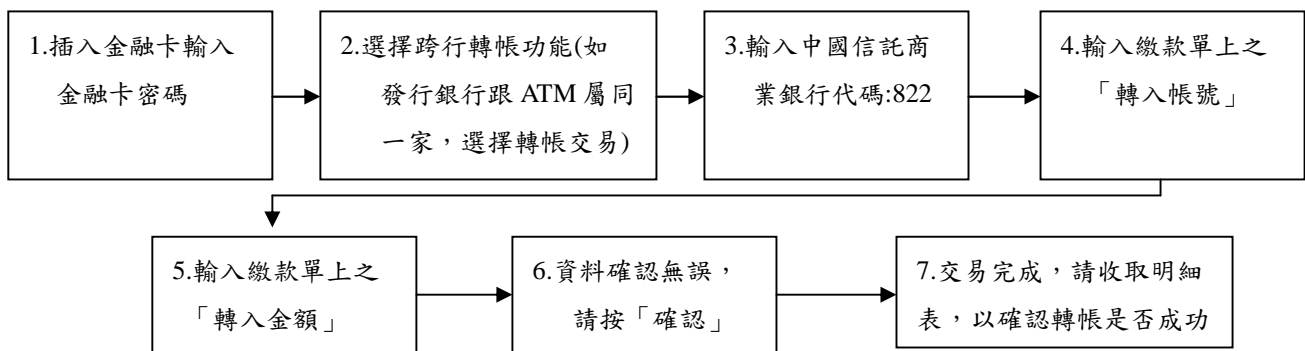 1.插入金融卡輸入
金融卡密碼
2.選擇跨行轉帳功能(如
發行銀行跟 ATM 屬同
一家，選擇轉帳交易)
3.輸入中國信託商
業銀行代碼:822
4.輸入繳款單上之
「轉入帳號」
5.輸入繳款單上之
「轉入金額」
6.資料確認無誤，
請按「確認」
7.交易完成，請收取明細
表，以確認轉帳是否成功